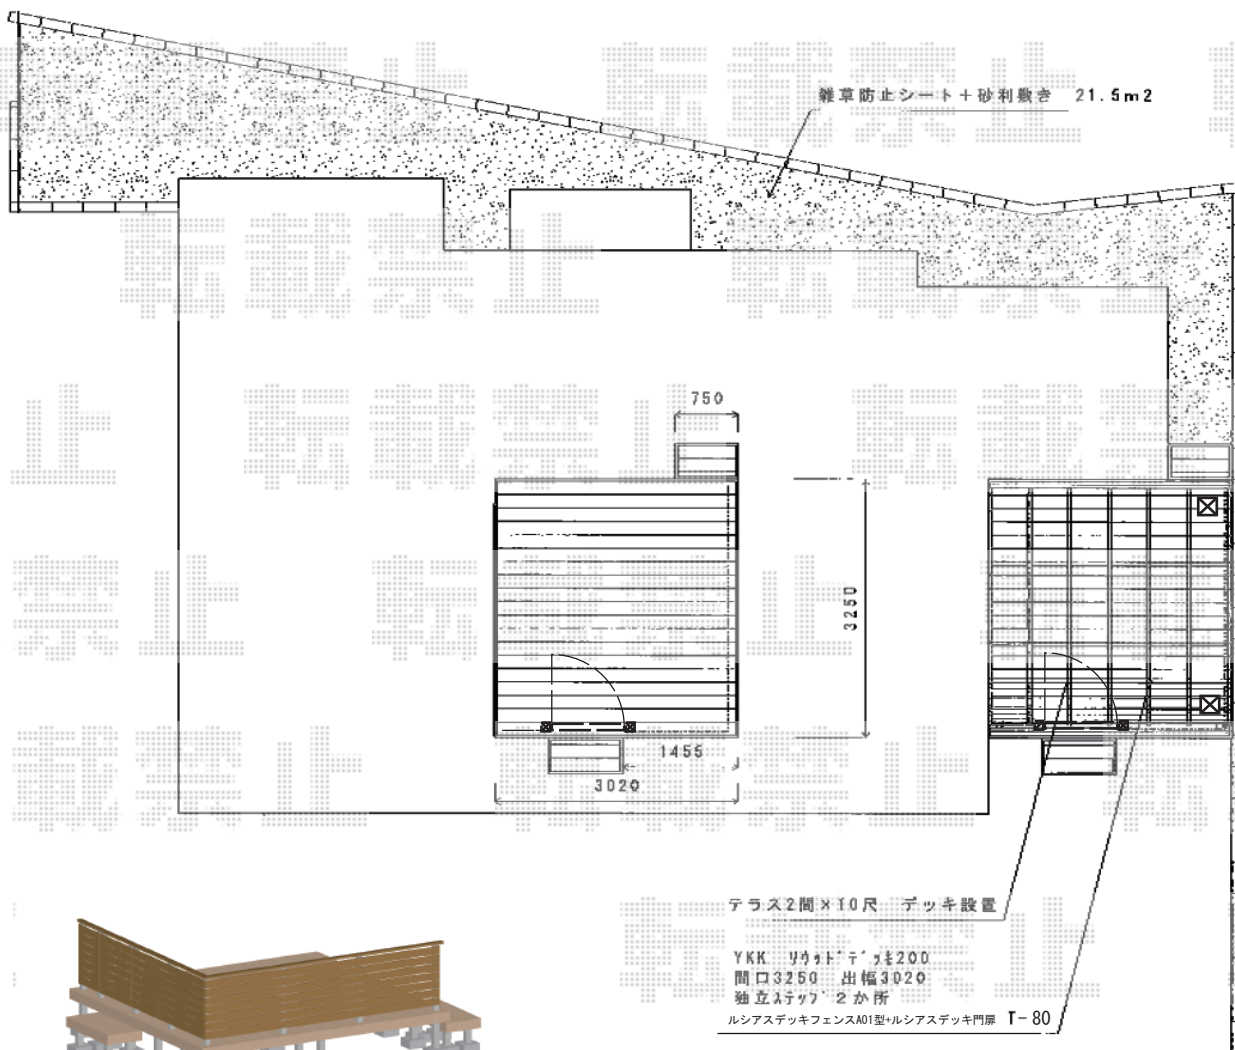 雑草防止シート+砂利敷き 21.5m2
750
3250
1455
3020
テラス2間×10尺 デッキ設置
YKK リウッドデッキ200
間口3250 出幅3020
独立ステップ 2か所
ルシアスデッキフェンスA01型+ルシアスデッキ門扉 T-80
転載禁止